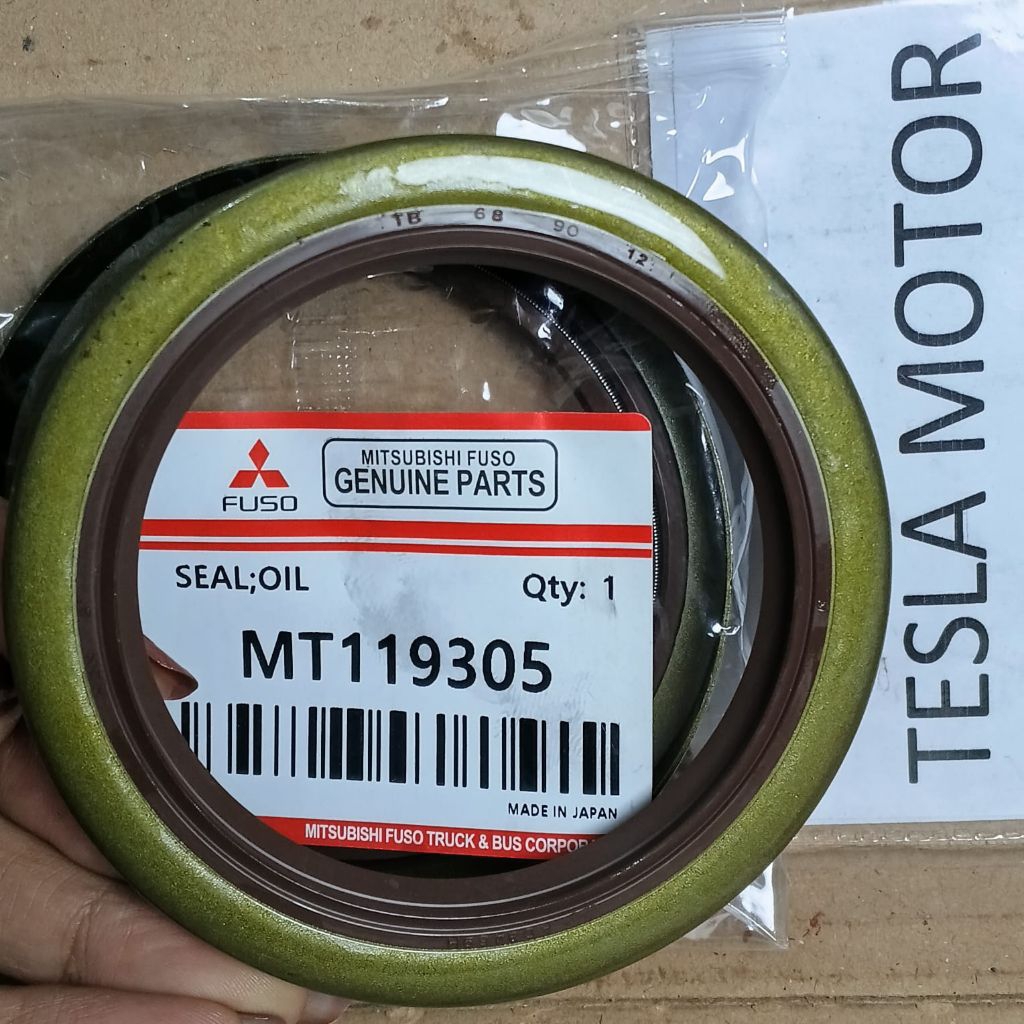 TB 68 90 12
FUSO
MITSUBISHI FUSO
GENUINE PARTS
SEAL;OIL
Qty: 1
MT119305
MADE IN JAPAN
MITSUBISHI FUSO TRUCK & BUS CORPOR
TESLA MOTOR